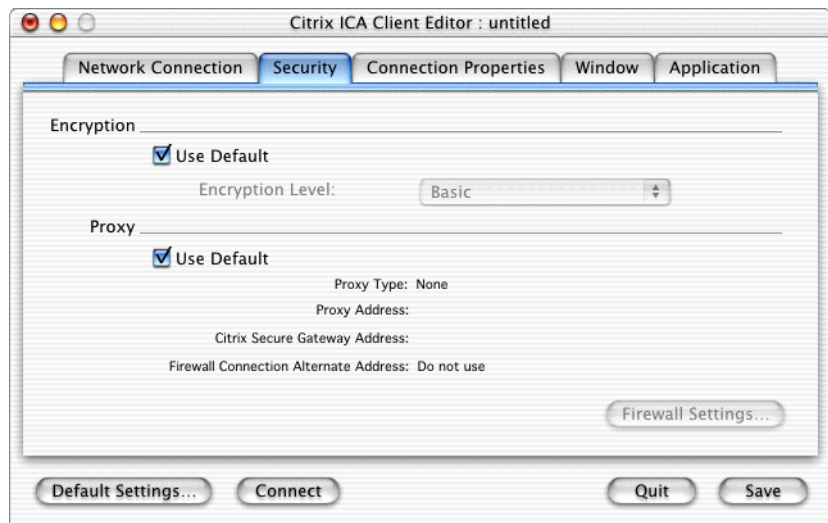 Citrix ICA Client Editor : untitled
Network Connection Security Connection Properties Window Application
Encryption
Use Default
Encryption Level: Basic
Proxy
Use Default
Proxy Type: None
Proxy Address:
Citrix Secure Gateway Address:
Firewall Connection Alternate Address: Do not use
Firewall Settings...
Default Settings... Connect Quit Save